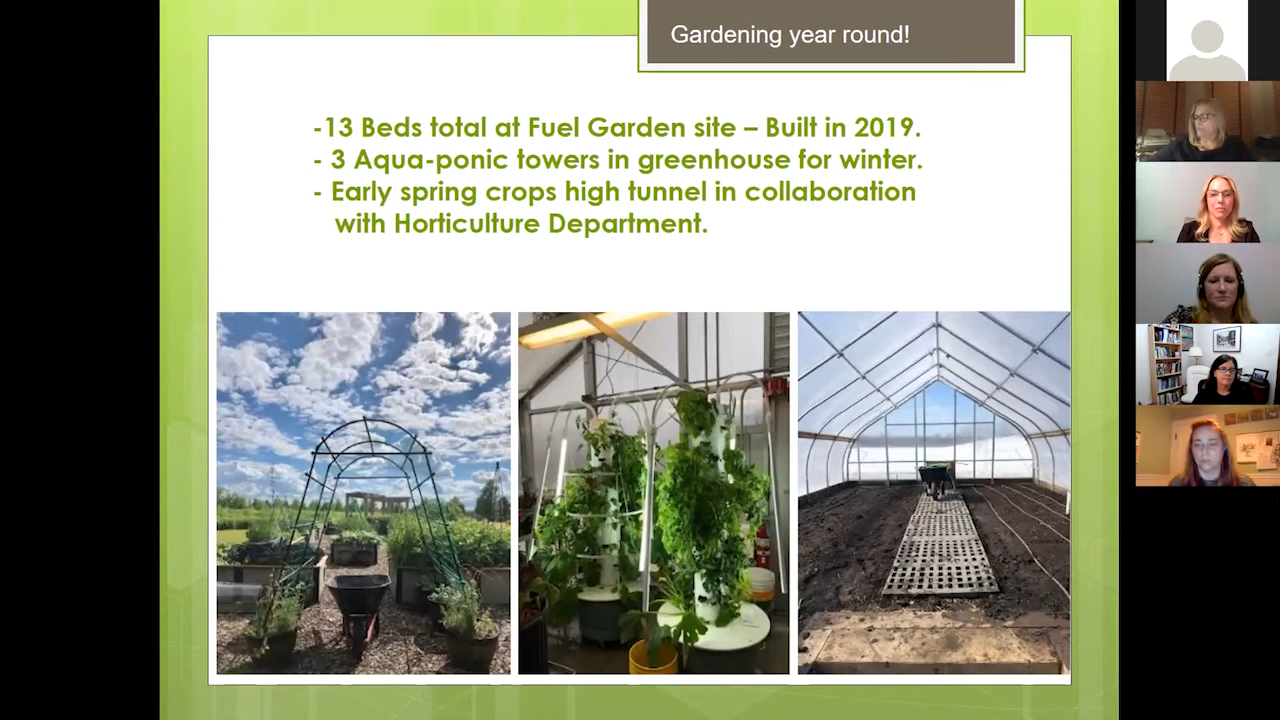 Gardening year round!
-13 Beds total at Fuel Garden site – Built in 2019.
- 3 Aqua-ponic towers in greenhouse for winter.
- Early spring crops high tunnel in collaboration
with Horticulture Department.